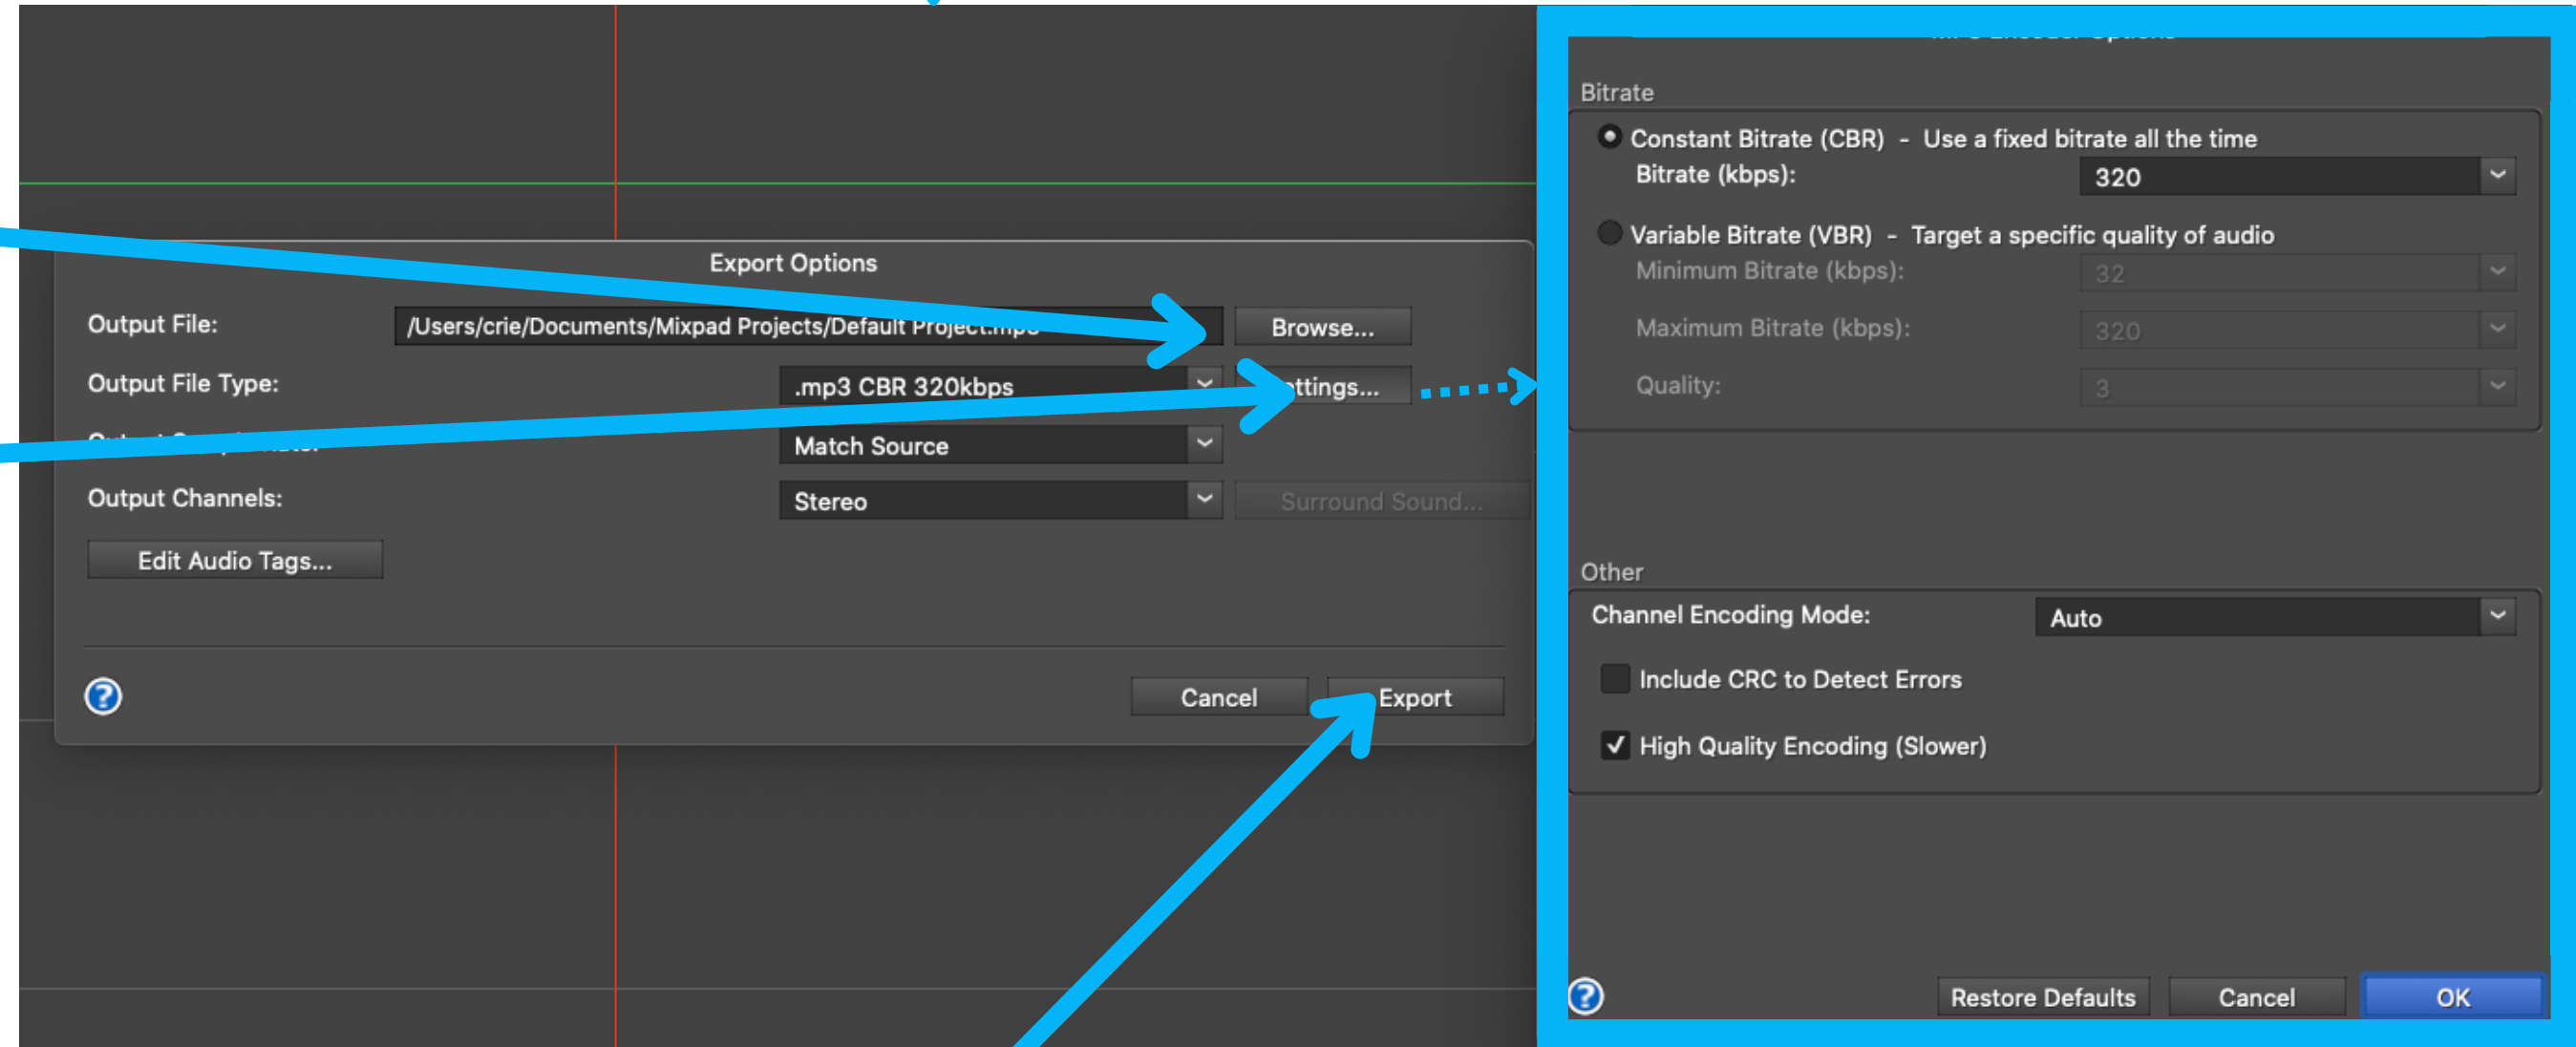 Export Options
Output File:
/Users/crie/Documents/Mixpad Projects/Default Project.mp3
Browse...
Output File Type:
.mp3 CBR 320kbps
Match Source
Output Channels:
Stereo
Surround Sound...
Edit Audio Tags...
Cancel
Export
Bitrate
Constant Bitrate (CBR) - Use a fixed bitrate all the time
Bitrate (kbps):
320
Variable Bitrate (VBR) - Target a specific quality of audio
Minimum Bitrate (kbps):
32
Maximum Bitrate (kbps):
320
Quality:
3
Other
Channel Encoding Mode:
Auto
Include CRC to Detect Errors
High Quality Encoding (Slower)
Restore Defaults
Cancel
OK